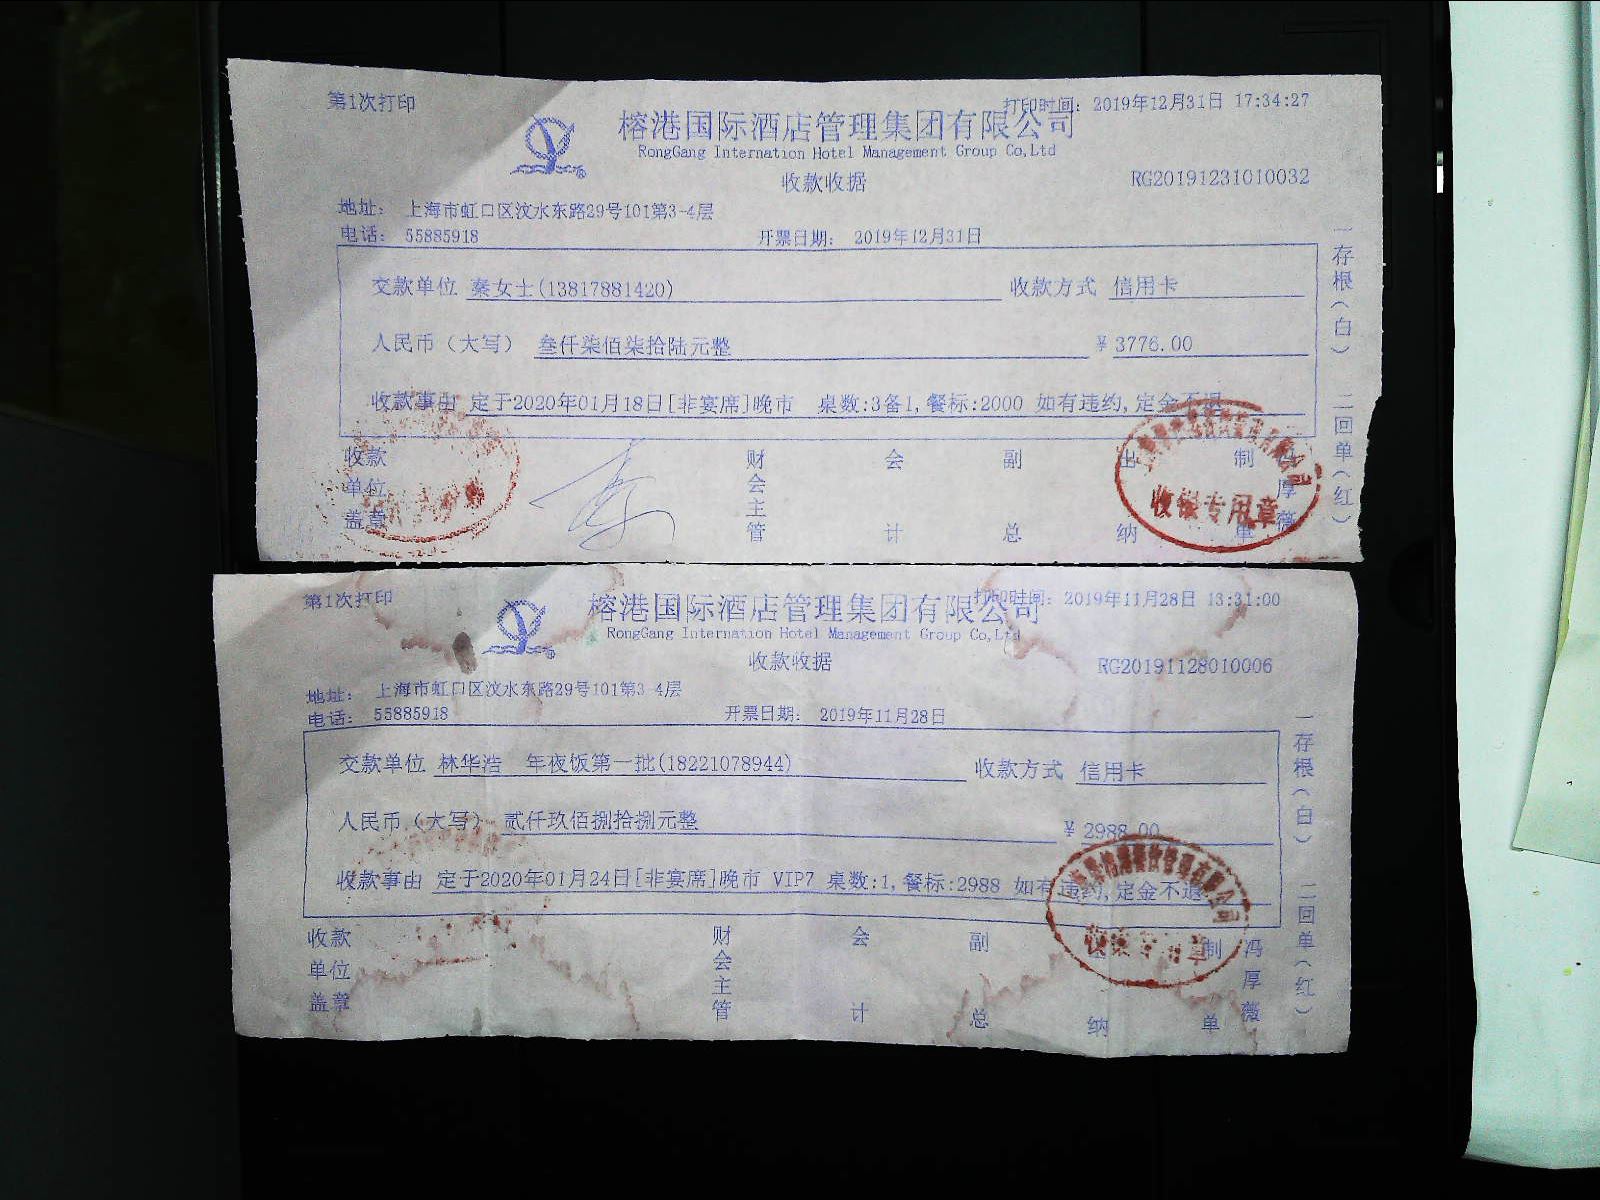 第1次打印
打印时间: 2019年12月31日 17:34:27
榕港国际酒店管理集团有限公司
RongGang Internation Hotel Management Group Co,Ltd
收款收据
RG20191231010032
地址: 上海市虹口区汶水东路29号101第3-4层
电话: 55885918
开票日期: 2019年12月31日
交款单位 秦女士(13817881420) 收款方式 信用卡
人民币(大写) 叁仟柒佰柒拾陆元整 ¥3776.00
收款事由 定于2020年01月18日[非宴席]晚市 桌数:3备1,餐标:2000 如有违约,定金不退
收款单位盖章 财会主管 会计 副总 出纳 制单 冯厚薇
收银专用章
一存根(白) 二回单(红)
第1次打印
打印时间: 2019年11月28日 13:31:00
榕港国际酒店管理集团有限公司
RongGang Internation Hotel Management Group Co,Ltd
收款收据
RG20191128010006
地址: 上海市虹口区汶水东路29号101第3-4层
电话: 55885918
开票日期: 2019年11月28日
交款单位 林华浩 年夜饭第一批(18221078944) 收款方式 信用卡
人民币(大写) 贰仟玖佰捌拾捌元整 ¥2988.00
收款事由 定于2020年01月24日[非宴席]晚市 VIP7 桌数:1,餐标:2988 如有违约,定金不退
收款单位盖章 财会主管 会计 副总 纳 制单 冯厚薇
一存根(白) 二回单(红)